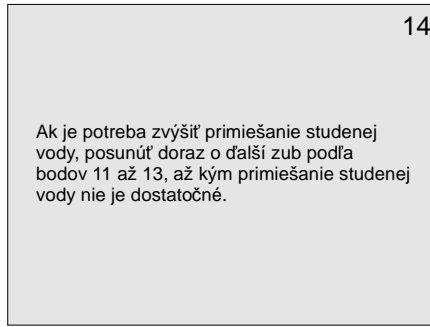 14
Ak je potreba zvýšiť primiešanie studenej
vody, posunúť doraz o ďalší zub podľa
bodov 11 až 13, až kým primiešanie studenej
vody nie je dostatočné.